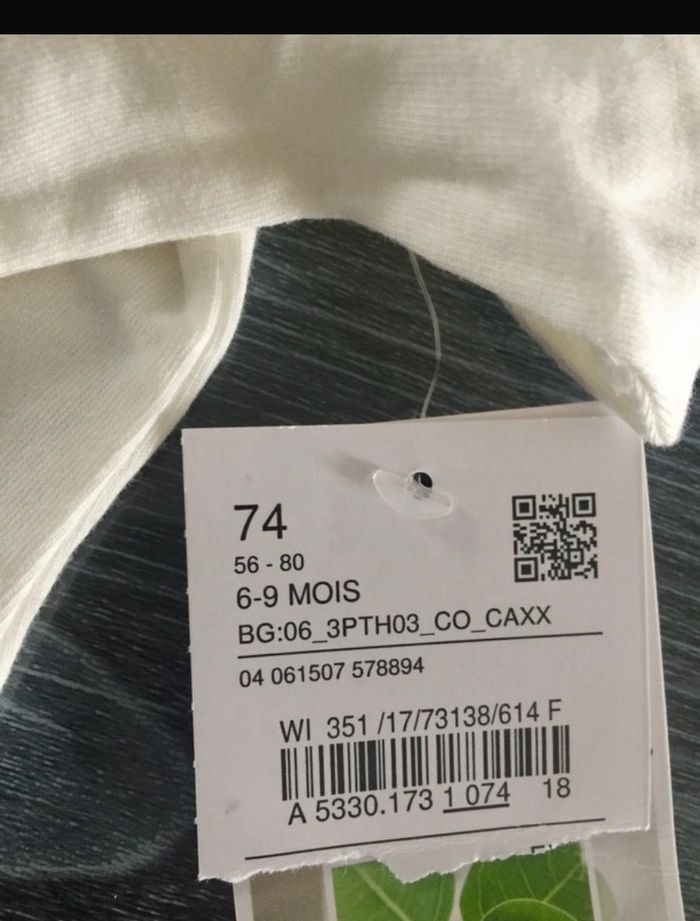 74
56 - 80
6-9 MOIS
BG:06_3PTH03_CO_CAXX
04 061507 578894
WI 351 /17/73138/614 F
A 5330.173 1 074 18